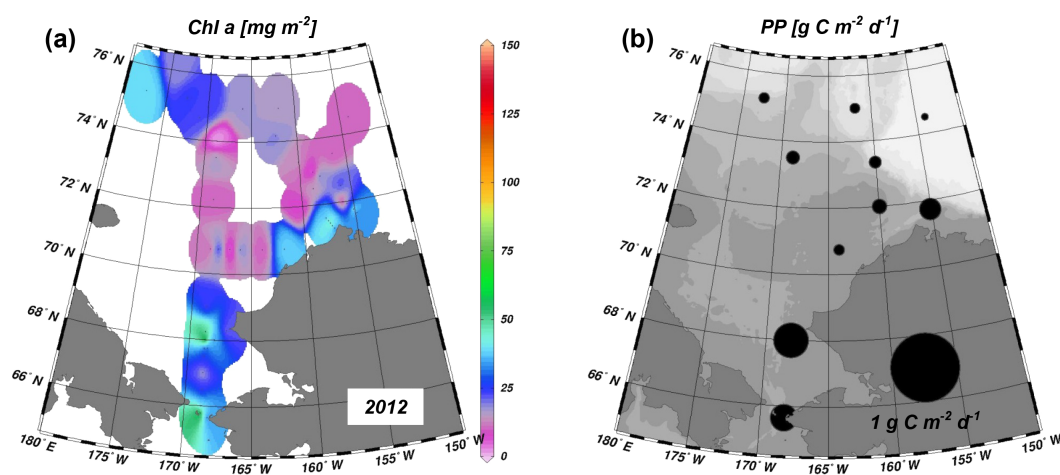 (a)
Chl a [mg m⁻²]
76° N
74° N
72° N
70° N
68° N
66° N
180° E
175° W
170° W
165° W
160° W
155° W
150° W
2012
150
125
100
75
50
25
0
(b)
PP [g C m⁻² d⁻¹]
76° N
74° N
72° N
70° N
68° N
66° N
180° E
175° W
170° W
165° W
160° W
155° W
150° W
1 g C m⁻² d⁻¹